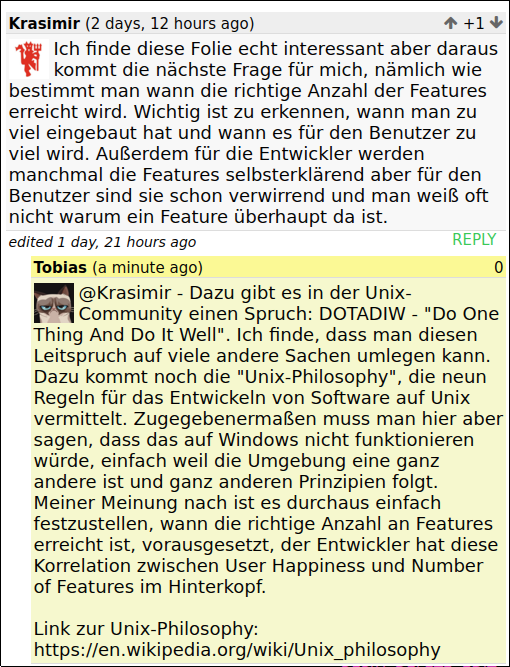 Krasimir (2 days, 12 hours ago) +1
Ich finde diese Folie echt interessant aber daraus
kommt die nächste Frage für mich, nämlich wie
bestimmt man wann die richtige Anzahl der Features
erreicht wird. Wichtig ist zu erkennen, wann man zu
viel eingebaut hat und wann es für den Benutzer zu
viel wird. Außerdem für die Entwickler werden
manchmal die Features selbsterklärend aber für den
Benutzer sind sie schon verwirrend und man weiß oft
nicht warum ein Feature überhaupt da ist.
edited 1 day, 21 hours ago REPLY
Tobias (a minute ago) 0
@Krasimir - Dazu gibt es in der Unix-
Community einen Spruch: DOTADIW - "Do One
Thing And Do It Well". Ich finde, dass man diesen
Leitspruch auf viele andere Sachen umlegen kann.
Dazu kommt noch die "Unix-Philosophy", die neun
Regeln für das Entwickeln von Software auf Unix
vermittelt. Zugegebenermaßen muss man hier aber
sagen, dass das auf Windows nicht funktionieren
würde, einfach weil die Umgebung eine ganz
andere ist und ganz anderen Prinzipien folgt.
Meiner Meinung nach ist es durchaus einfach
festzustellen, wann die richtige Anzahl an Features
erreicht ist, vorausgesetzt, der Entwickler hat diese
Korrelation zwischen User Happiness und Number
of Features im Hinterkopf.
Link zur Unix-Philosophy:
https://en.wikipedia.org/wiki/Unix_philosophy